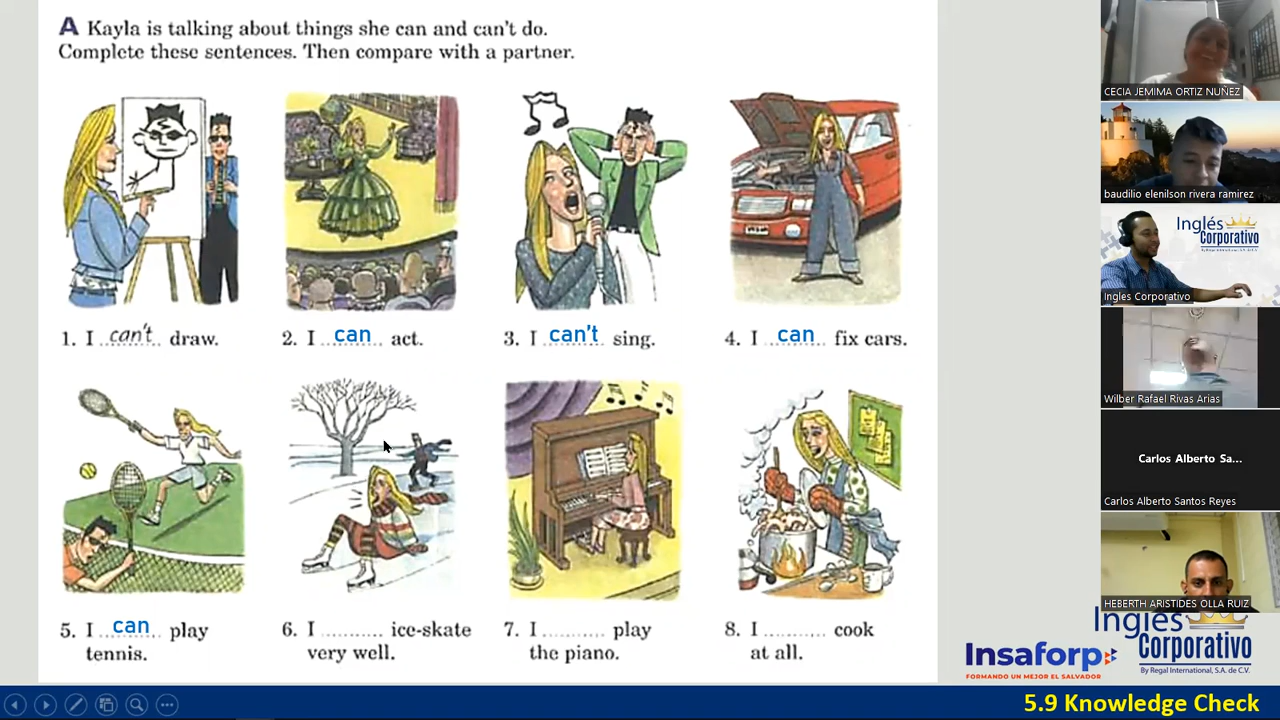 A Kayla is talking about things she can and can't do.
Complete these sentences. Then compare with a partner.
1. I can't draw.
2. I can act.
3. I can't sing.
4. I can fix cars.
5. I can play
tennis.
6. I ............ ice-skate
very well.
7. I ............ play
the piano.
8. I ............ cook
at all.
CECIA JEMIMA ORTIZ NUÑEZ
baudilio elenilson rivera ramirez
Inglés
Corporativo
Ingles Corporativo
Wilber Rafael Rivas Arias
Carlos Alberto Sa...
Carlos Alberto Santos Reyes
HEBERTH ARISTIDES OLLA RUIZ
Inglés
Corporativo
By Regal International, S.A. de C.V.
Insaforp
FORMANDO UN MEJOR EL SALVADOR
5.9 Knowledge Check